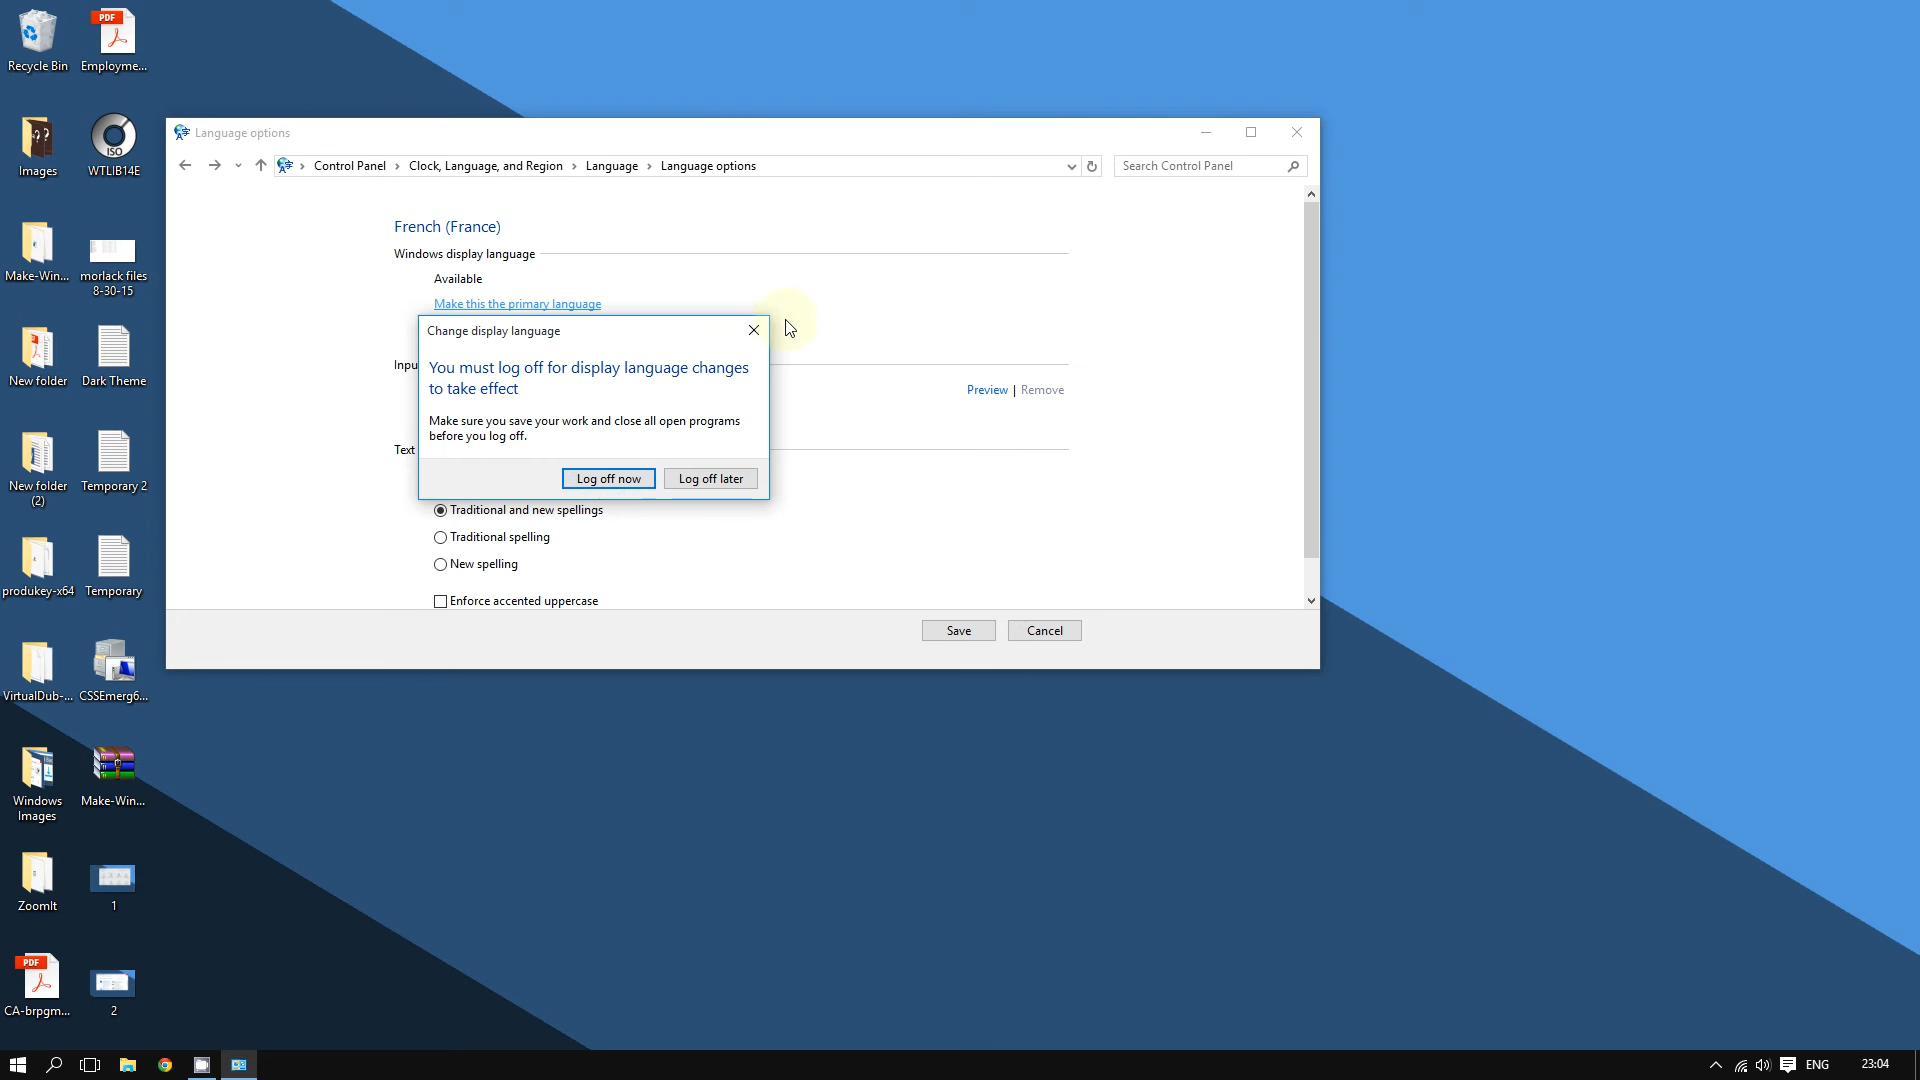 Recycle Bin
PDF
Employme...
Images
ISO
WTLIB14E
Make-Win...
morlack files
8-30-15
New folder
Dark Theme
New folder
(2)
Temporary 2
produkey-x64
Temporary
VirtualDub-...
CSSEmerg6...
Windows
Images
Make-Win...
ZoomIt
1
PDF
CA-brpgm...
2
Language options
Control Panel > Clock, Language, and Region > Language > Language options
Search Control Panel
French (France)
Windows display language
Available
Make this the primary language
Inpu
Preview | Remove
Text
Change display language
You must log off for display language changes
to take effect
Make sure you save your work and close all open programs
before you log off.
Log off now
Log off later
Traditional and new spellings
Traditional spelling
New spelling
Enforce accented uppercase
Save
Cancel
ENG
23:04